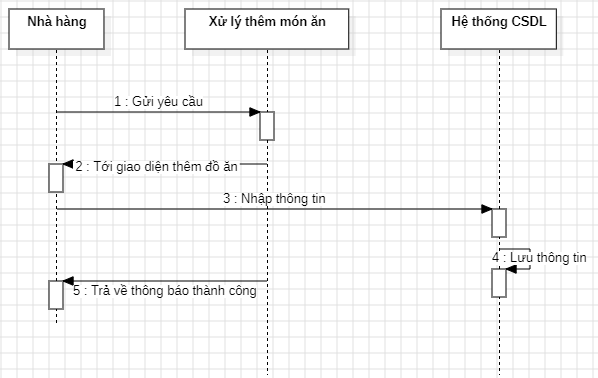 Nhà hàng
Xử lý thêm món ăn
Hệ thống CSDL
1 : Gửi yêu cầu
2 : Tới giao diện thêm đồ ăn
3 : Nhập thông tin
4 : Lưu thông tin
5 : Trả về thông báo thành công